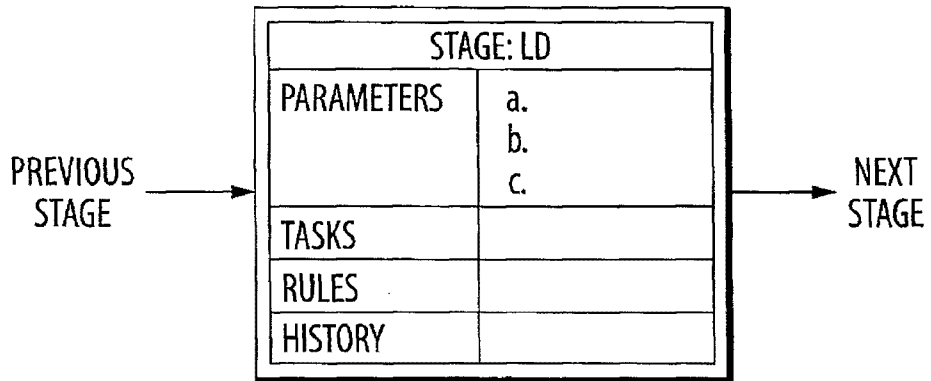 STAGE: LD
PARAMETERS
a.
b.
c.
PREVIOUS
STAGE
NEXT
STAGE
TASKS
RULES
HISTORY